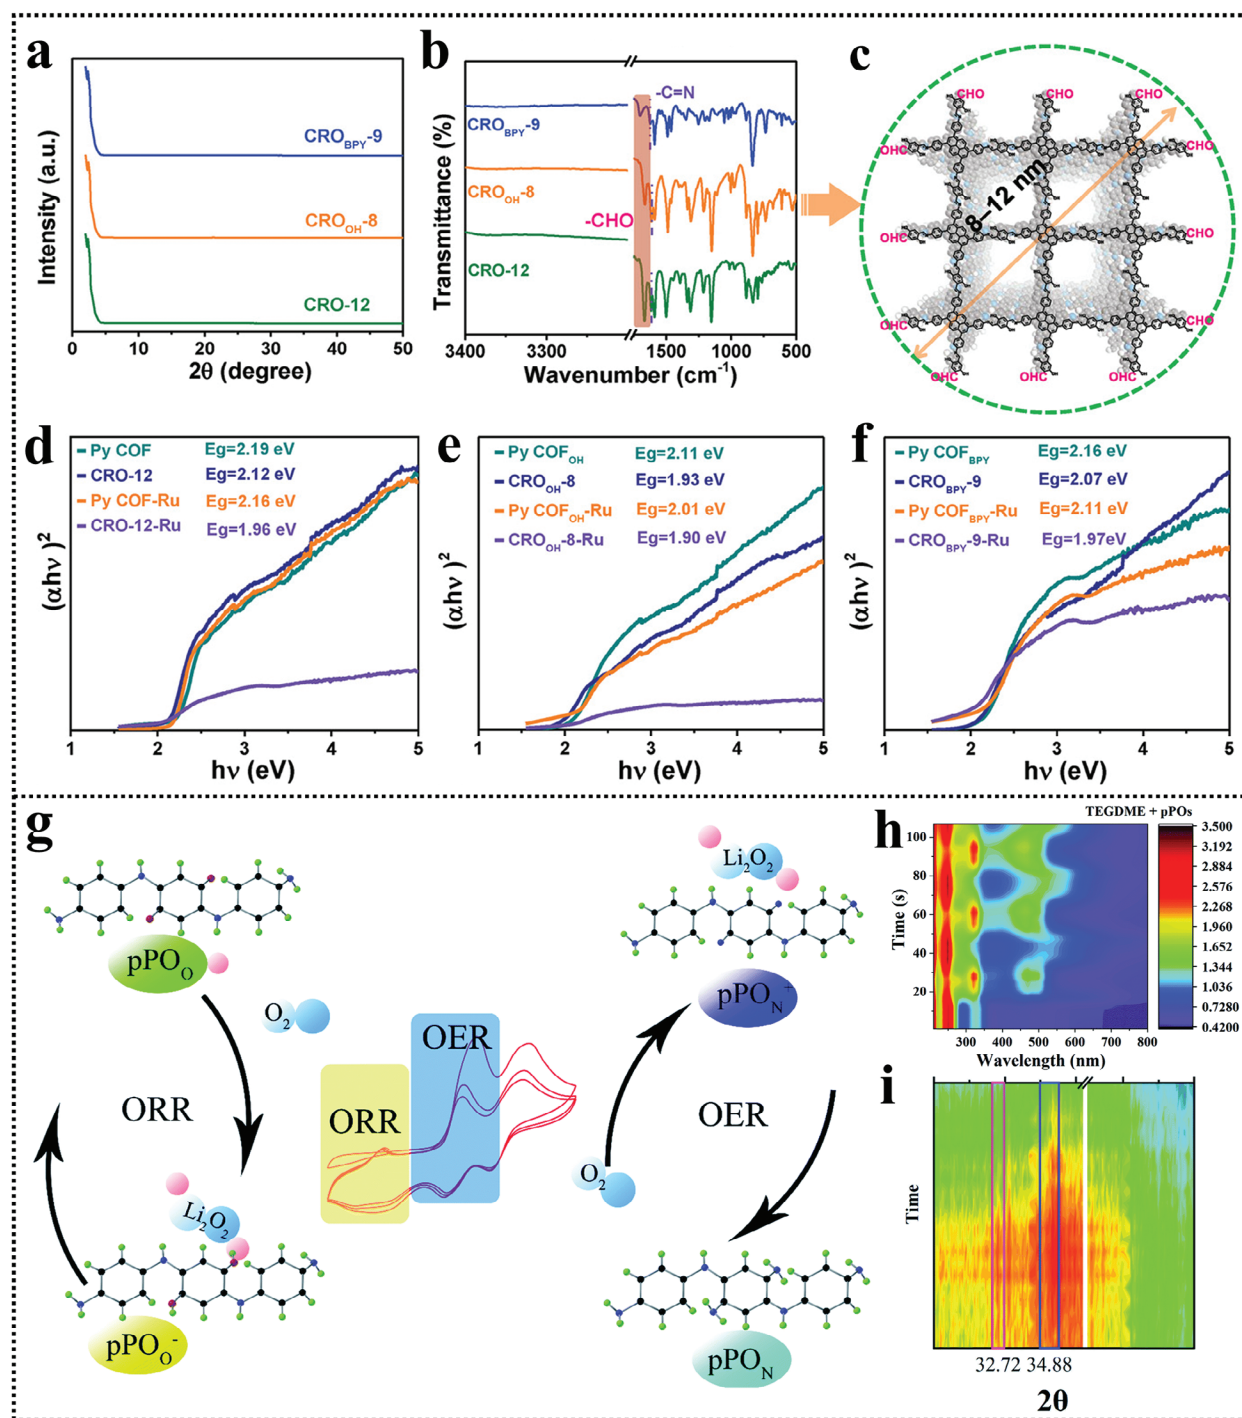 a
Intensity (a.u.)
CRO_BPY-9
CRO_OH-8
CRO-12
0 10 20 30 40 50
2θ (degree)
b
Transmittance (%)
-C=N
CRO_BPY-9
CRO_OH-8
-CHO
CRO-12
3400 3300 1500 1000 500
Wavenumber (cm⁻¹)
c
CHO CHO CHO
OHC CHO
8–12 nm
OHC CHO
OHC CHO
OHC OHC CHO
d
Py COF Eg=2.19 eV
CRO-12 Eg=2.12 eV
Py COF-Ru Eg=2.16 eV
CRO-12-Ru Eg=1.96 eV
(αhν )²
1 2 3 4 5
hν (eV)
e
Py COF_OH Eg=2.11 eV
CRO_OH-8 Eg=1.93 eV
Py COF_OH-Ru Eg=2.01 eV
CRO_OH-8-Ru Eg=1.90 eV
(αhν )²
1 2 3 4 5
hν (eV)
f
Py COF_BPY Eg=2.16 eV
CRO_BPY-9 Eg=2.07 eV
Py COF_BPY-Ru Eg=2.11 eV
CRO_BPY-9-Ru Eg=1.97eV
(αhν )²
1 2 3 4 5
hν (eV)
g
pPO_O
O₂
ORR
Li₂O₂
pPO_O⁻
ORR
OER
Li₂O₂
pPO_N⁺
OER
O₂
pPO_N
h
TEGDME + pPOs
Time (s)
100
80
60
40
20
300 400 500 600 700 800
Wavelength (nm)
3.500
3.192
2.884
2.576
2.268
1.960
1.652
1.344
1.036
0.7280
0.4200
i
Time
32.72 34.88
2θ